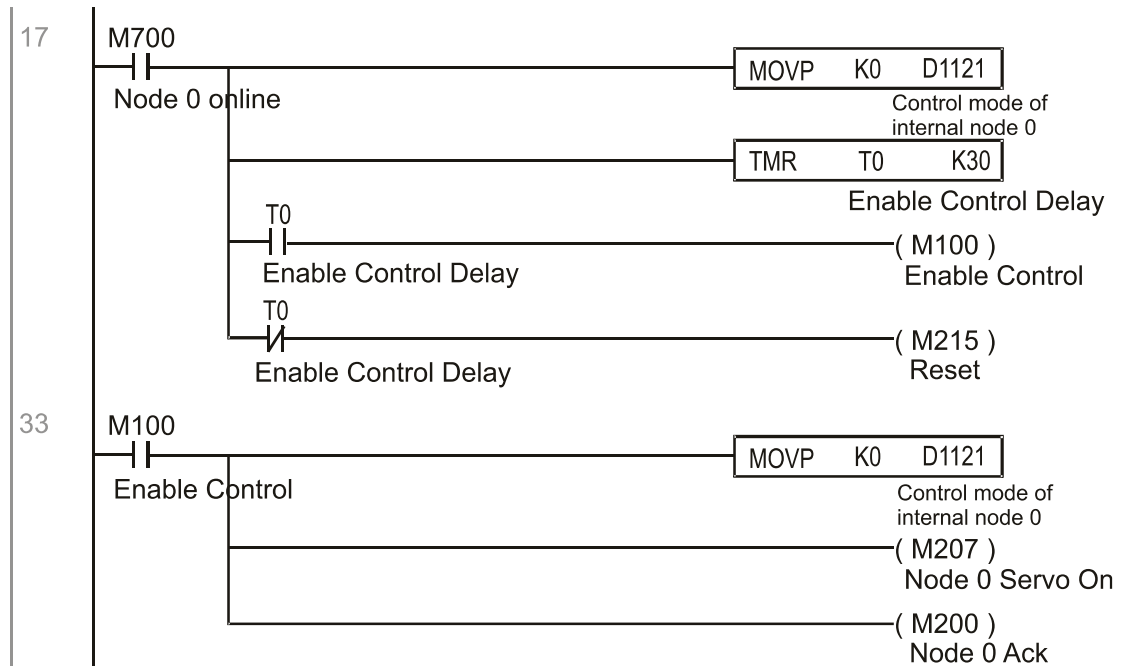 17
M700
MOVP K0 D1121
Node 0 online
Control mode of
internal node 0
TMR T0 K30
Enable Control Delay
T0
( M100 )
Enable Control Delay
Enable Control
T0
( M215 )
Enable Control Delay
Reset
33
M100
MOVP K0 D1121
Enable Control
Control mode of
internal node 0
( M207 )
Node 0 Servo On
( M200 )
Node 0 Ack